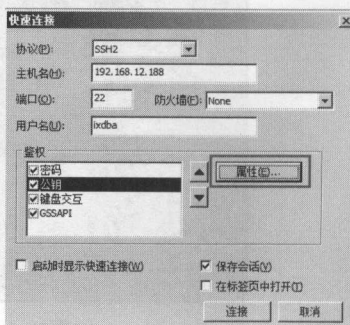 快速连接
协议(P): SSH2
主机名(H): 192.168.12.188
端口(O): 22 防火墙(F): None
用户名(U): ixdba
鉴权
密码
公钥 属性(E)...
键盘交互
GSSAPI
启动时显示快速连接(W) 保存会话(V)
在标签页中打开(T)
连接 取消